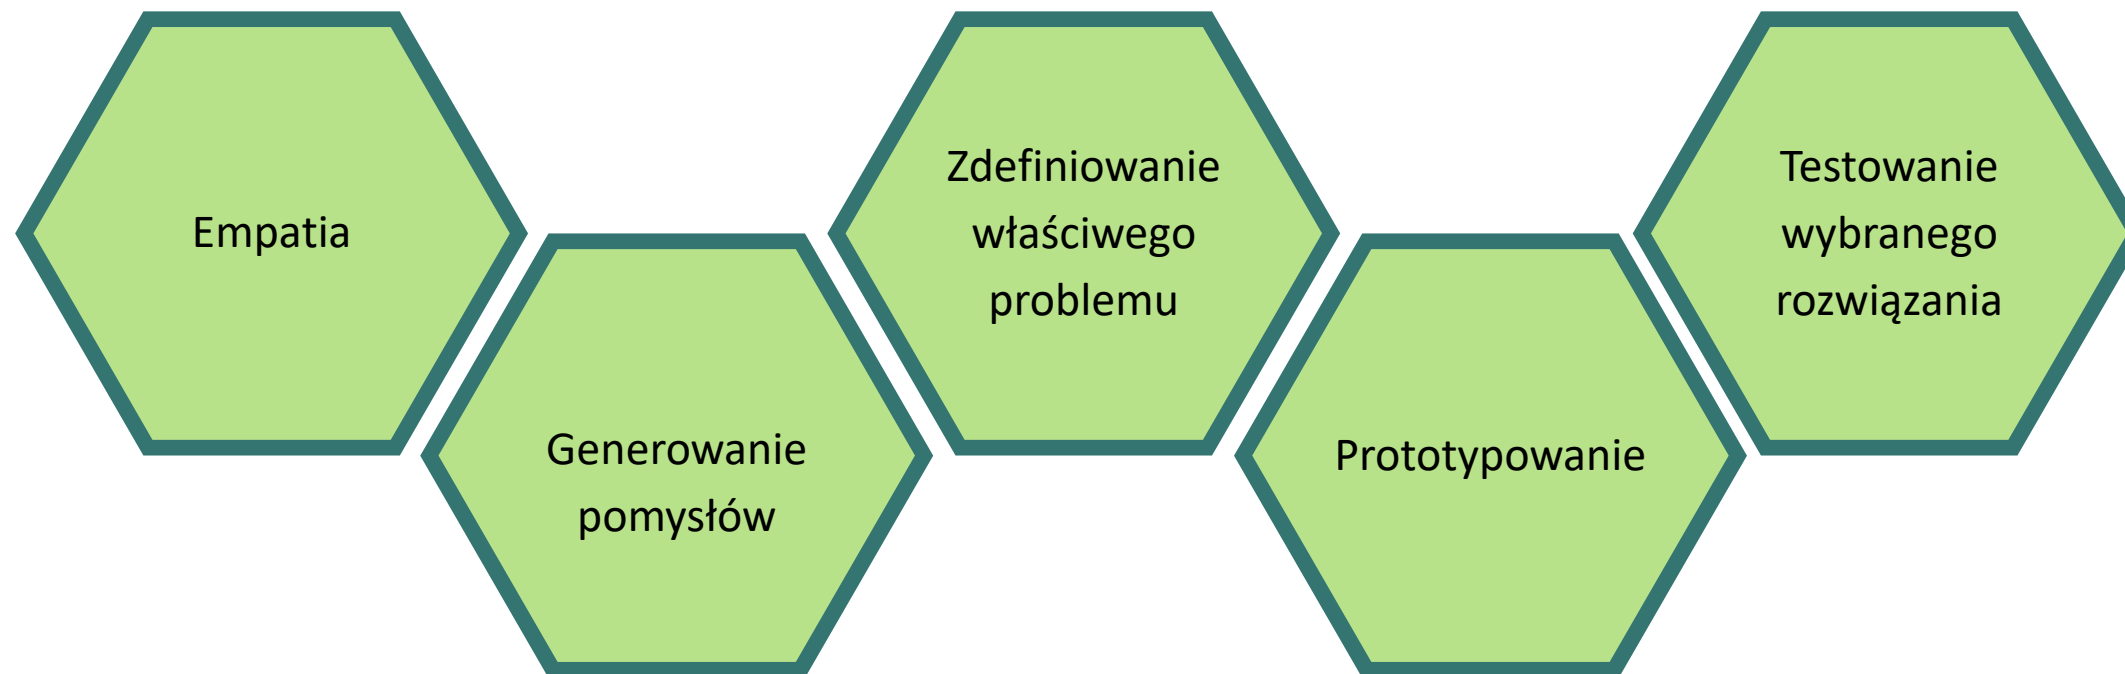 Empatia
Generowanie
pomysłów
Zdefiniowanie
właściwego
problemu
Prototypowanie
Testowanie
wybranego
rozwiązania